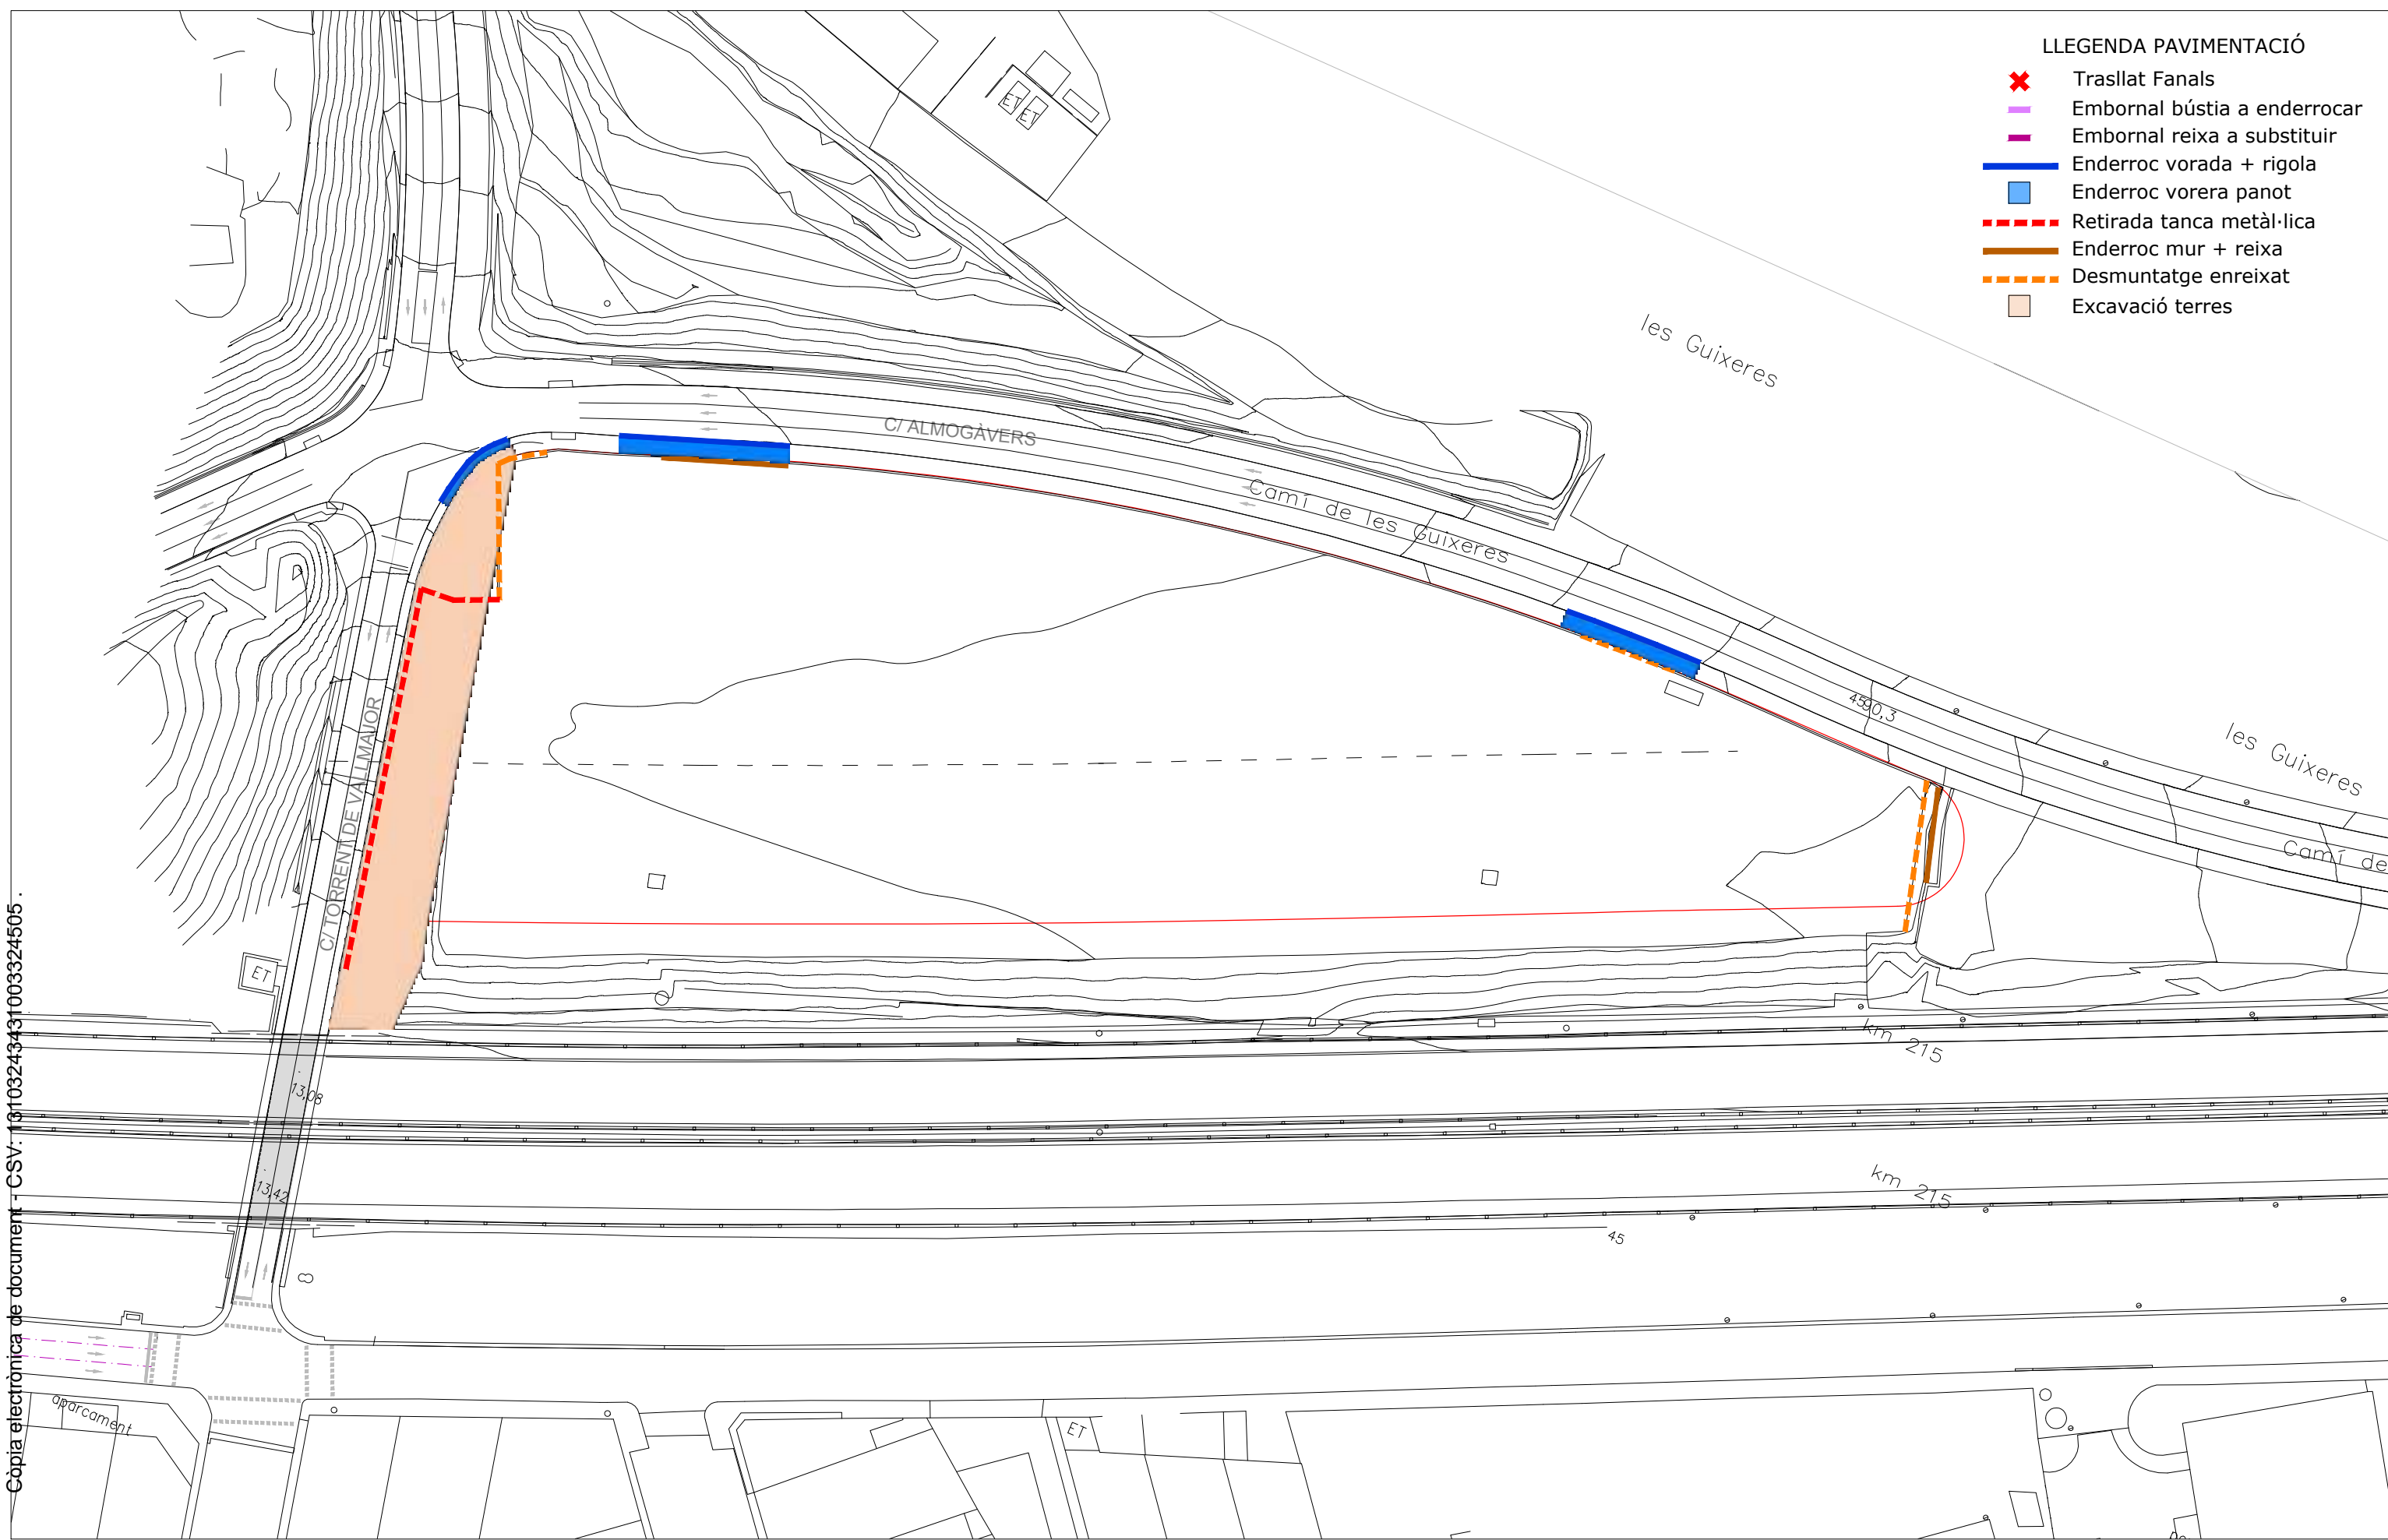 LLEGENDA PAVIMENTACIÓ
Trasllat Fanals
Embornal bústia a enderrocar
Embornal reixa a substituir
Enderroc vorada + rigola
Enderroc vorera panot
Retirada tanca metàl·lica
Enderroc mur + reixa
Desmuntatge enreixat
Excavació terres
ET
ET
les Guixeres
C/ ALMOGÀVERS
Camí de les Guixeres
C/ TORRENT DE VALLMAJOR
les Guixeres
Camí de
ET
km 215
13,08
km 215
13,42
45
aparcament
ET
Còpia electrònica de document - CSV: 13103243431003324505 .